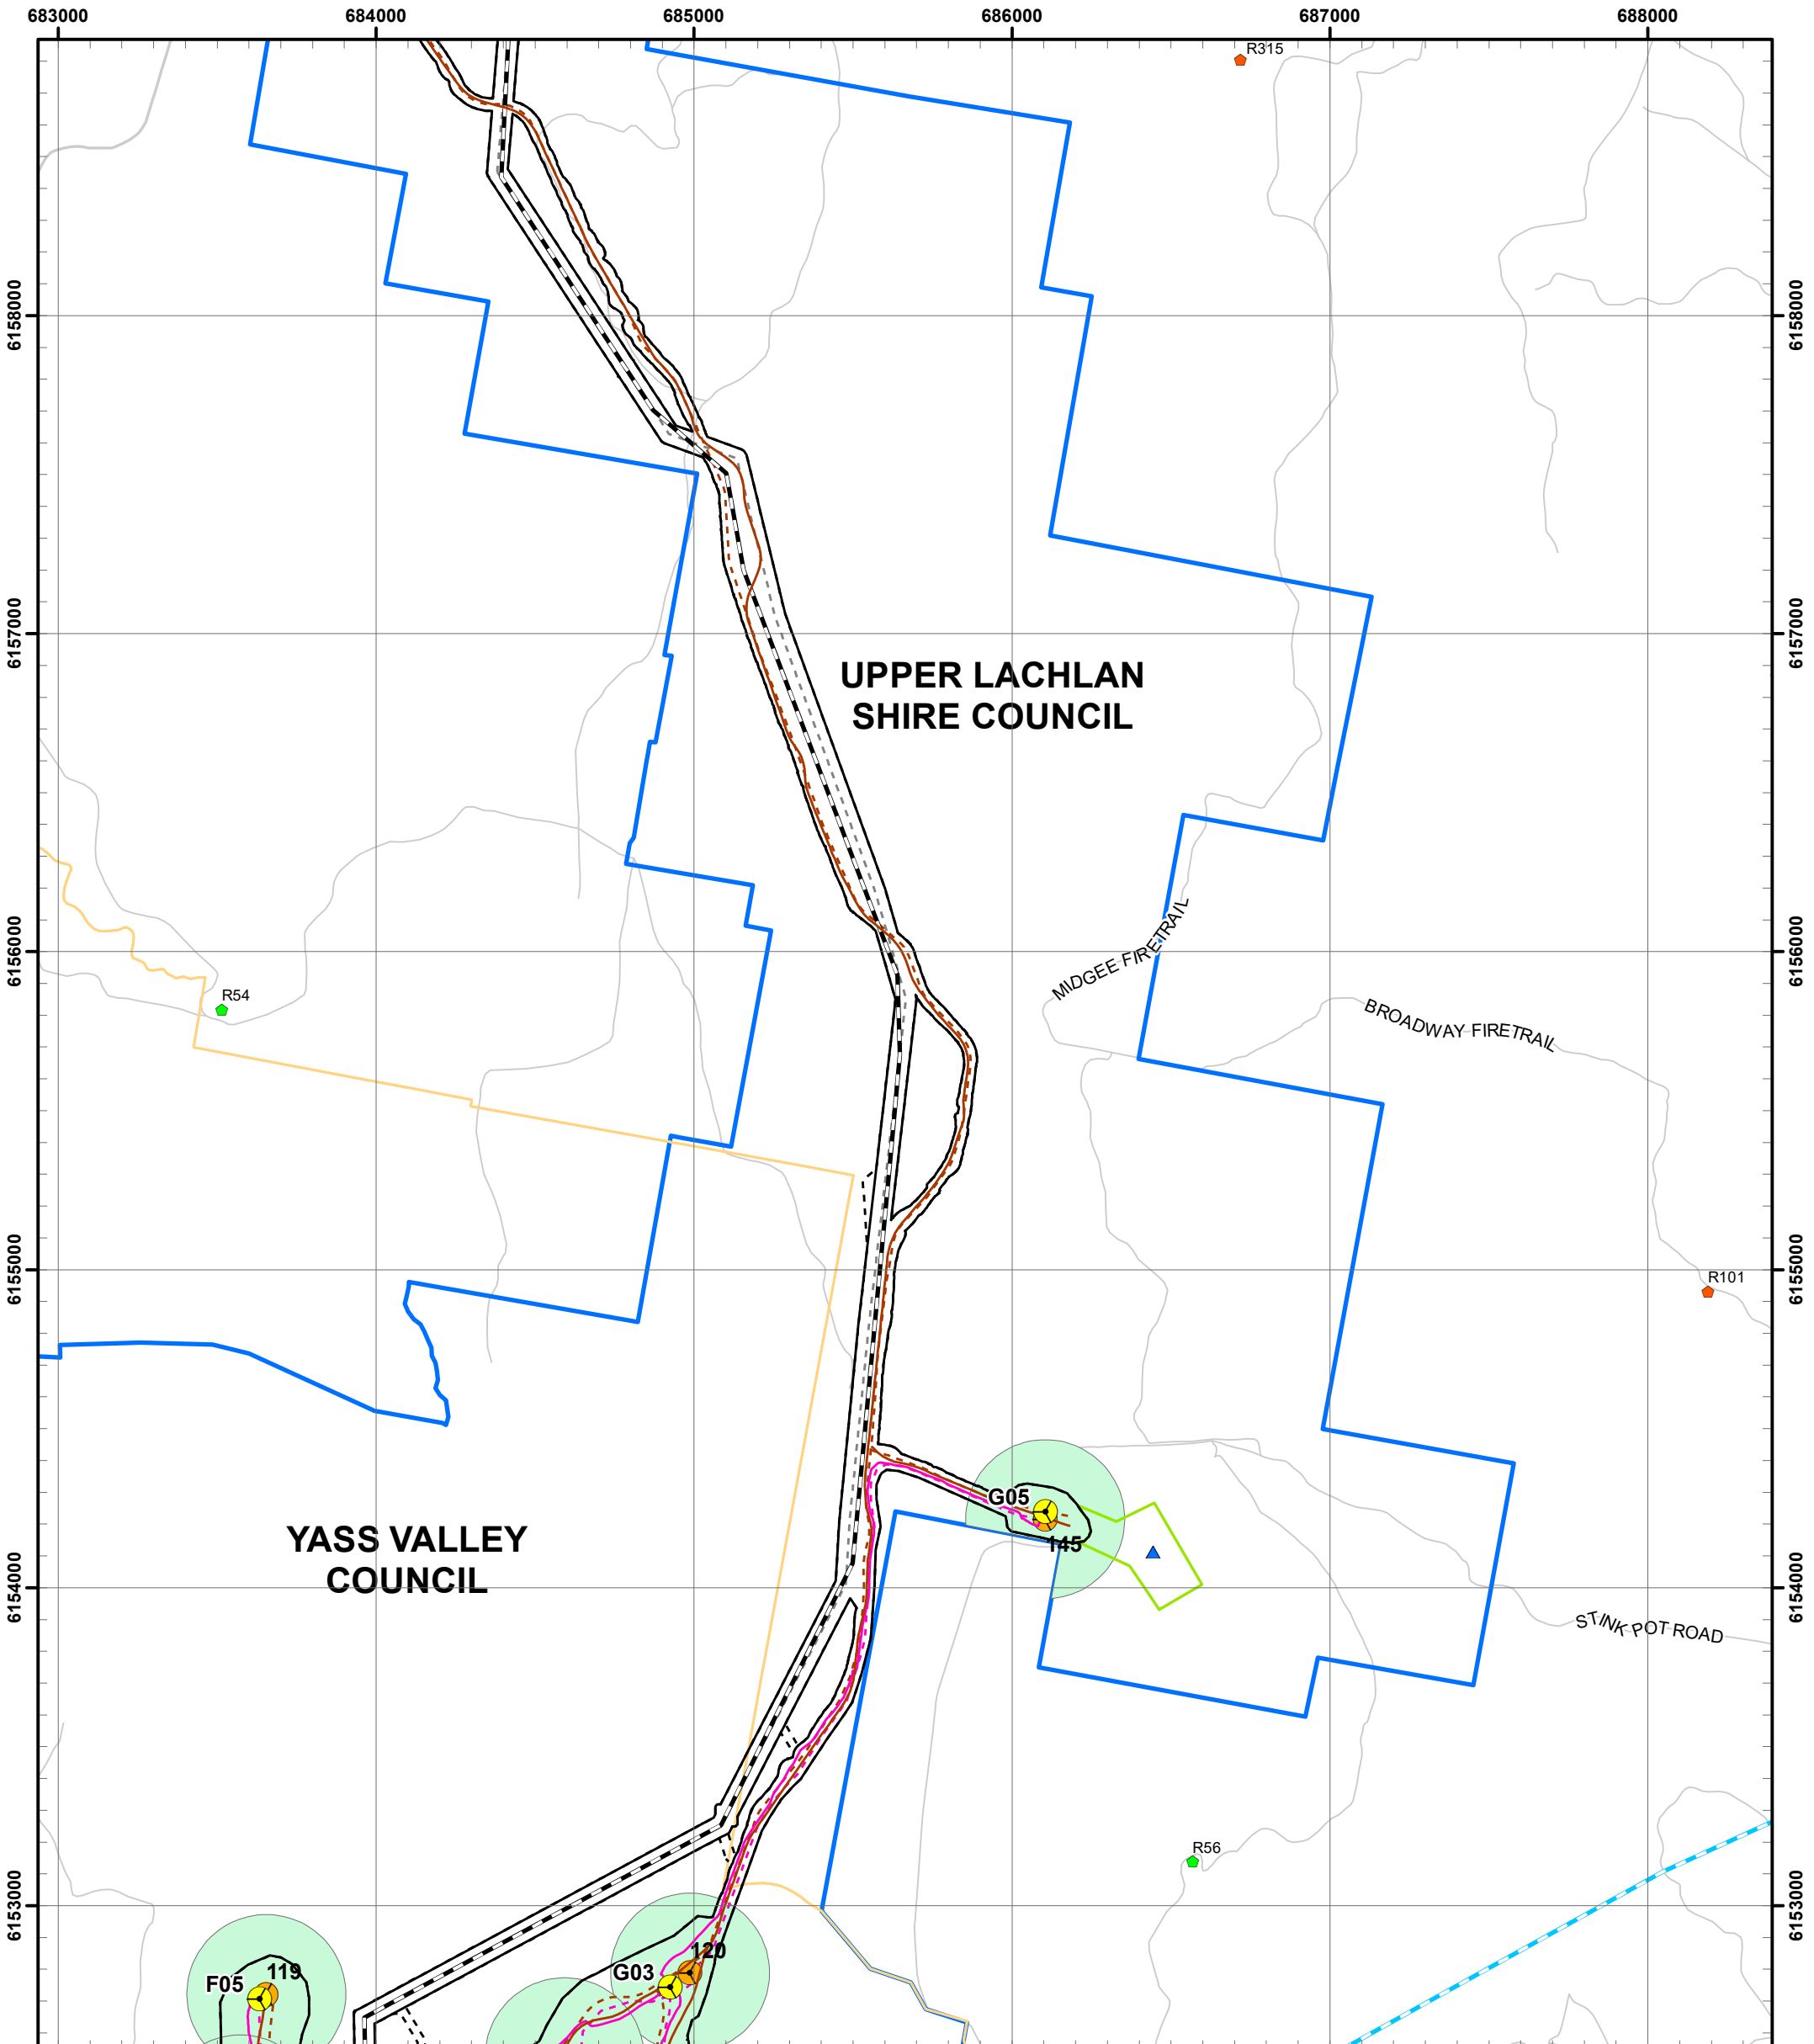 683000
684000
685000
686000
687000
688000
R315
6158000
6158000
6157000
6157000
UPPER LACHLAN
SHIRE COUNCIL
6156000
6156000
MIDGEE FIRETRAIL
R54
BROADWAY FIRETRAIL
6155000
6155000
R101
G05
145
YASS VALLEY
COUNCIL
6154000
6154000
STINK POT ROAD
R56
6153000
6153000
120
G03
119
F05